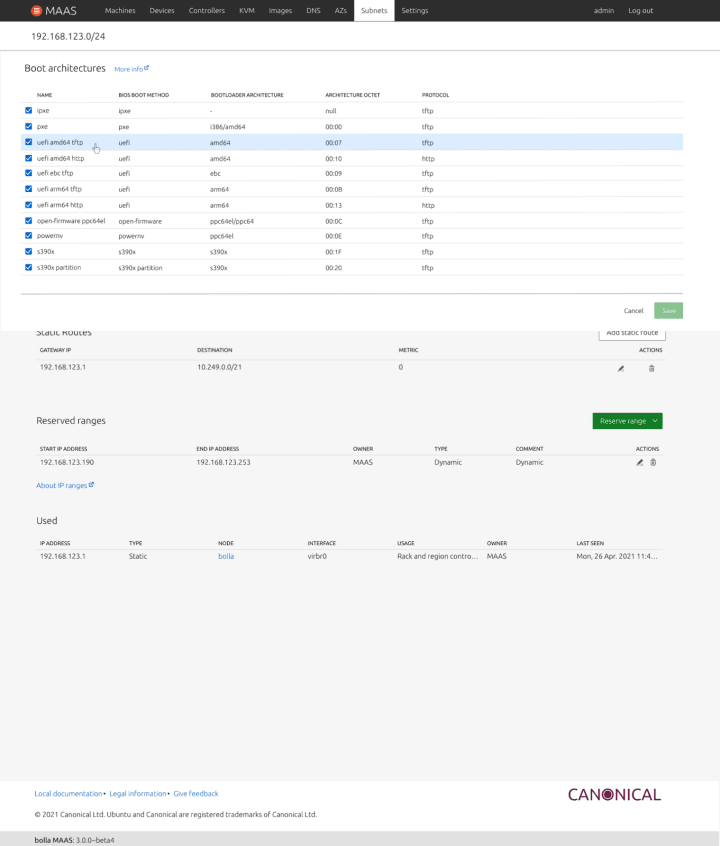 MAAS Machines Devices Controllers KVM Images DNS AZs Subnets Settings admin Log out
192.168.123.0/24
Boot architectures More info
NAME BIOS BOOT METHOD BOOTLOADER ARCHITECTURE ARCHITECTURE OCTET PROTOCOL
ipxe ipxe - null tftp
pxe pxe i386/amd64 00:00 tftp
uefi amd64 tftp uefi amd64 00:07 tftp
uefi amd64 http uefi amd64 00:10 http
uefi ebc tftp uefi ebc 00:09 tftp
uefi arm64 tftp uefi arm64 00:0B tftp
uefi arm64 http uefi arm64 00:13 http
open-firmware ppc64el open-firmware ppc64el/ppc64 00:0C tftp
powernv powernv ppc64el 00:0E tftp
s390x s390x s390x 00:1F tftp
s390x partition s390x partition s390x 00:20 tftp
Cancel Save
Static Routes Add static route
GATEWAY IP DESTINATION METRIC ACTIONS
192.168.123.1 10.249.0.0/21 0
Reserved ranges Reserve range
START IP ADDRESS END IP ADDRESS OWNER TYPE COMMENT ACTIONS
192.168.123.190 192.168.123.253 MAAS Dynamic Dynamic
About IP ranges
Used
IP ADDRESS TYPE NODE INTERFACE USAGE OWNER LAST SEEN
192.168.123.1 Static bolla virbr0 Rack and region contro... MAAS Mon, 26 Apr. 2021 11:4...
Local documentation • Legal information • Give feedback CANONICAL
© 2021 Canonical Ltd. Ubuntu and Canonical are registered trademarks of Canonical Ltd.
bolla MAAS: 3.0.0~beta4